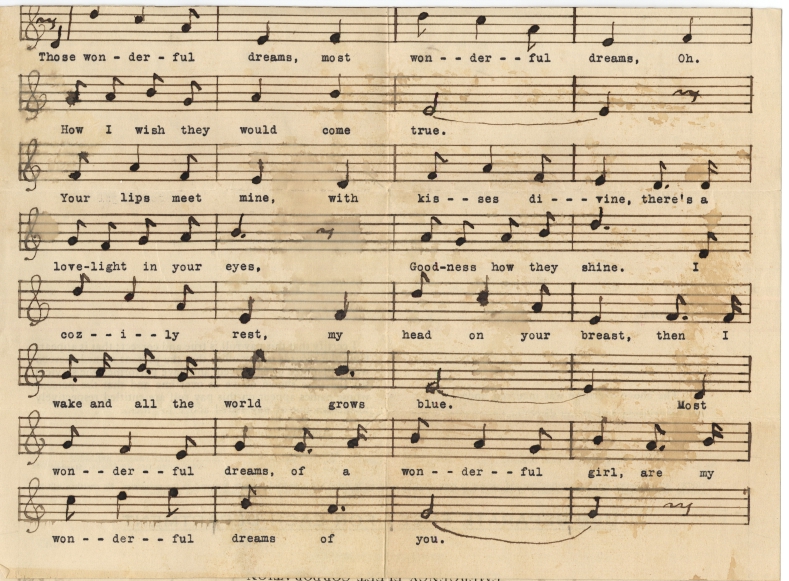 Those won - der - ful dreams, most won - - der - - ful dreams, Oh.
How I wish they would come true.
Your lips meet mine, with kis - - ses di - - - vine, there's a
love-light in your eyes, Good-ness how they shine. I
coz - - i - - ly rest, my head on your breast, then I
wake and all the world grows blue. Most
won - - der - - ful dreams, of a won - - der - - ful girl, are my
won - - der - - ful dreams of you.